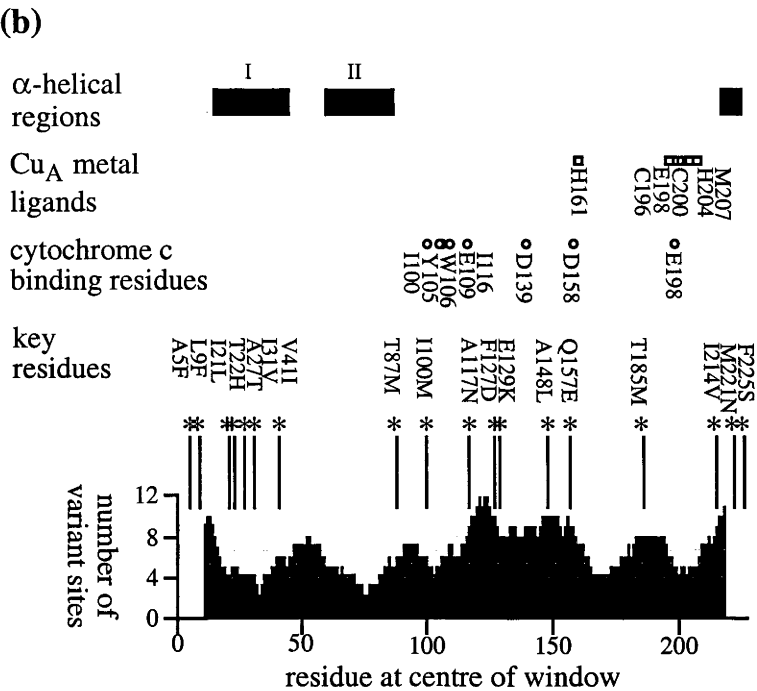 (b)
I II
α-helical
regions
CuA metal
ligands
H161
C196
E198
C200
H204
M207
cytochrome c
binding residues
I100
Y105
W106
E109
I116
D139
D158
E198
key
residues
A5F
L9F
I21L
T22H
A27T
I31V
V41I
T87M
I100M
A117N
F127D
E129K
A148L
Q157E
T185M
I214V
M221N
F225S
* * * * * * * * * * * * * * * * *
number of
variant sites
12
8
4
0
0 50 100 150 200
residue at centre of window